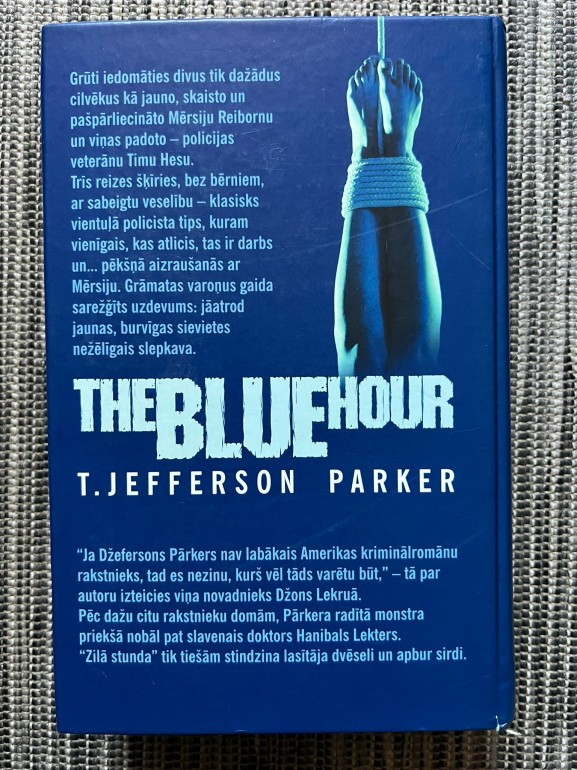 Grūti iedomāties divus tik dažādus
cilvēkus kā jauno, skaisto un
pašpārliecināto Mērsiju Reibornu
un viņas padoto – policijas
veterānu Timu Hesu.
Trīs reizes šķīries, bez bērniem,
ar sabeigtu veselību – klasisks
vientuļā policista tips, kuram
vienīgais, kas atlicis, tas ir darbs
un... pēkšņā aizraušanās ar
Mērsiju. Grāmatas varoņus gaida
sarežģīts uzdevums: jāatrod
jaunas, burvīgas sievietes
nežēlīgais slepkava.
THE BLUE HOUR
T. JEFFERSON PARKER
“Ja Džefersons Pārkers nav labākais Amerikas kriminālromānu
rakstnieks, tad es nezinu, kurš vēl tāds varētu būt,” – tā par
autoru izteicies viņa novadnieks Džons Lekruā.
Pēc dažu citu rakstnieku domām, Pārkera radītā monstra
priekšā nobāl pat slavenais doktors Hanibals Lekters.
“Zilā stunda” tik tiešām stindzina lasītāja dvēseli un apbur sirdi.